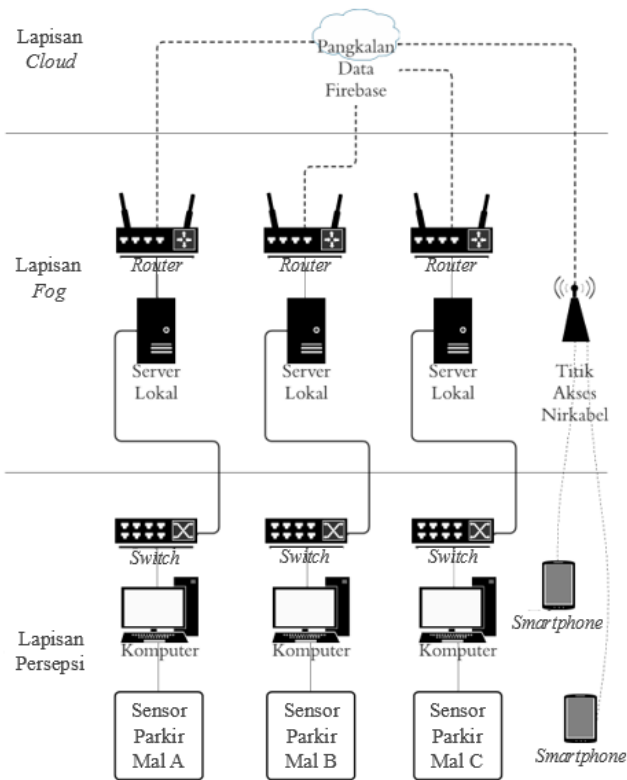 Lapisan
Cloud
Pangkalan
Data
Firebase
Lapisan
Fog
Router
Router
Router
Server
Lokal
Server
Lokal
Server
Lokal
Titik
Akses
Nirkabel
Switch
Switch
Switch
Smartphone
Lapisan
Persepsi
Komputer
Komputer
Komputer
Sensor
Parkir
Mal A
Sensor
Parkir
Mal B
Sensor
Parkir
Mal C
Smartphone